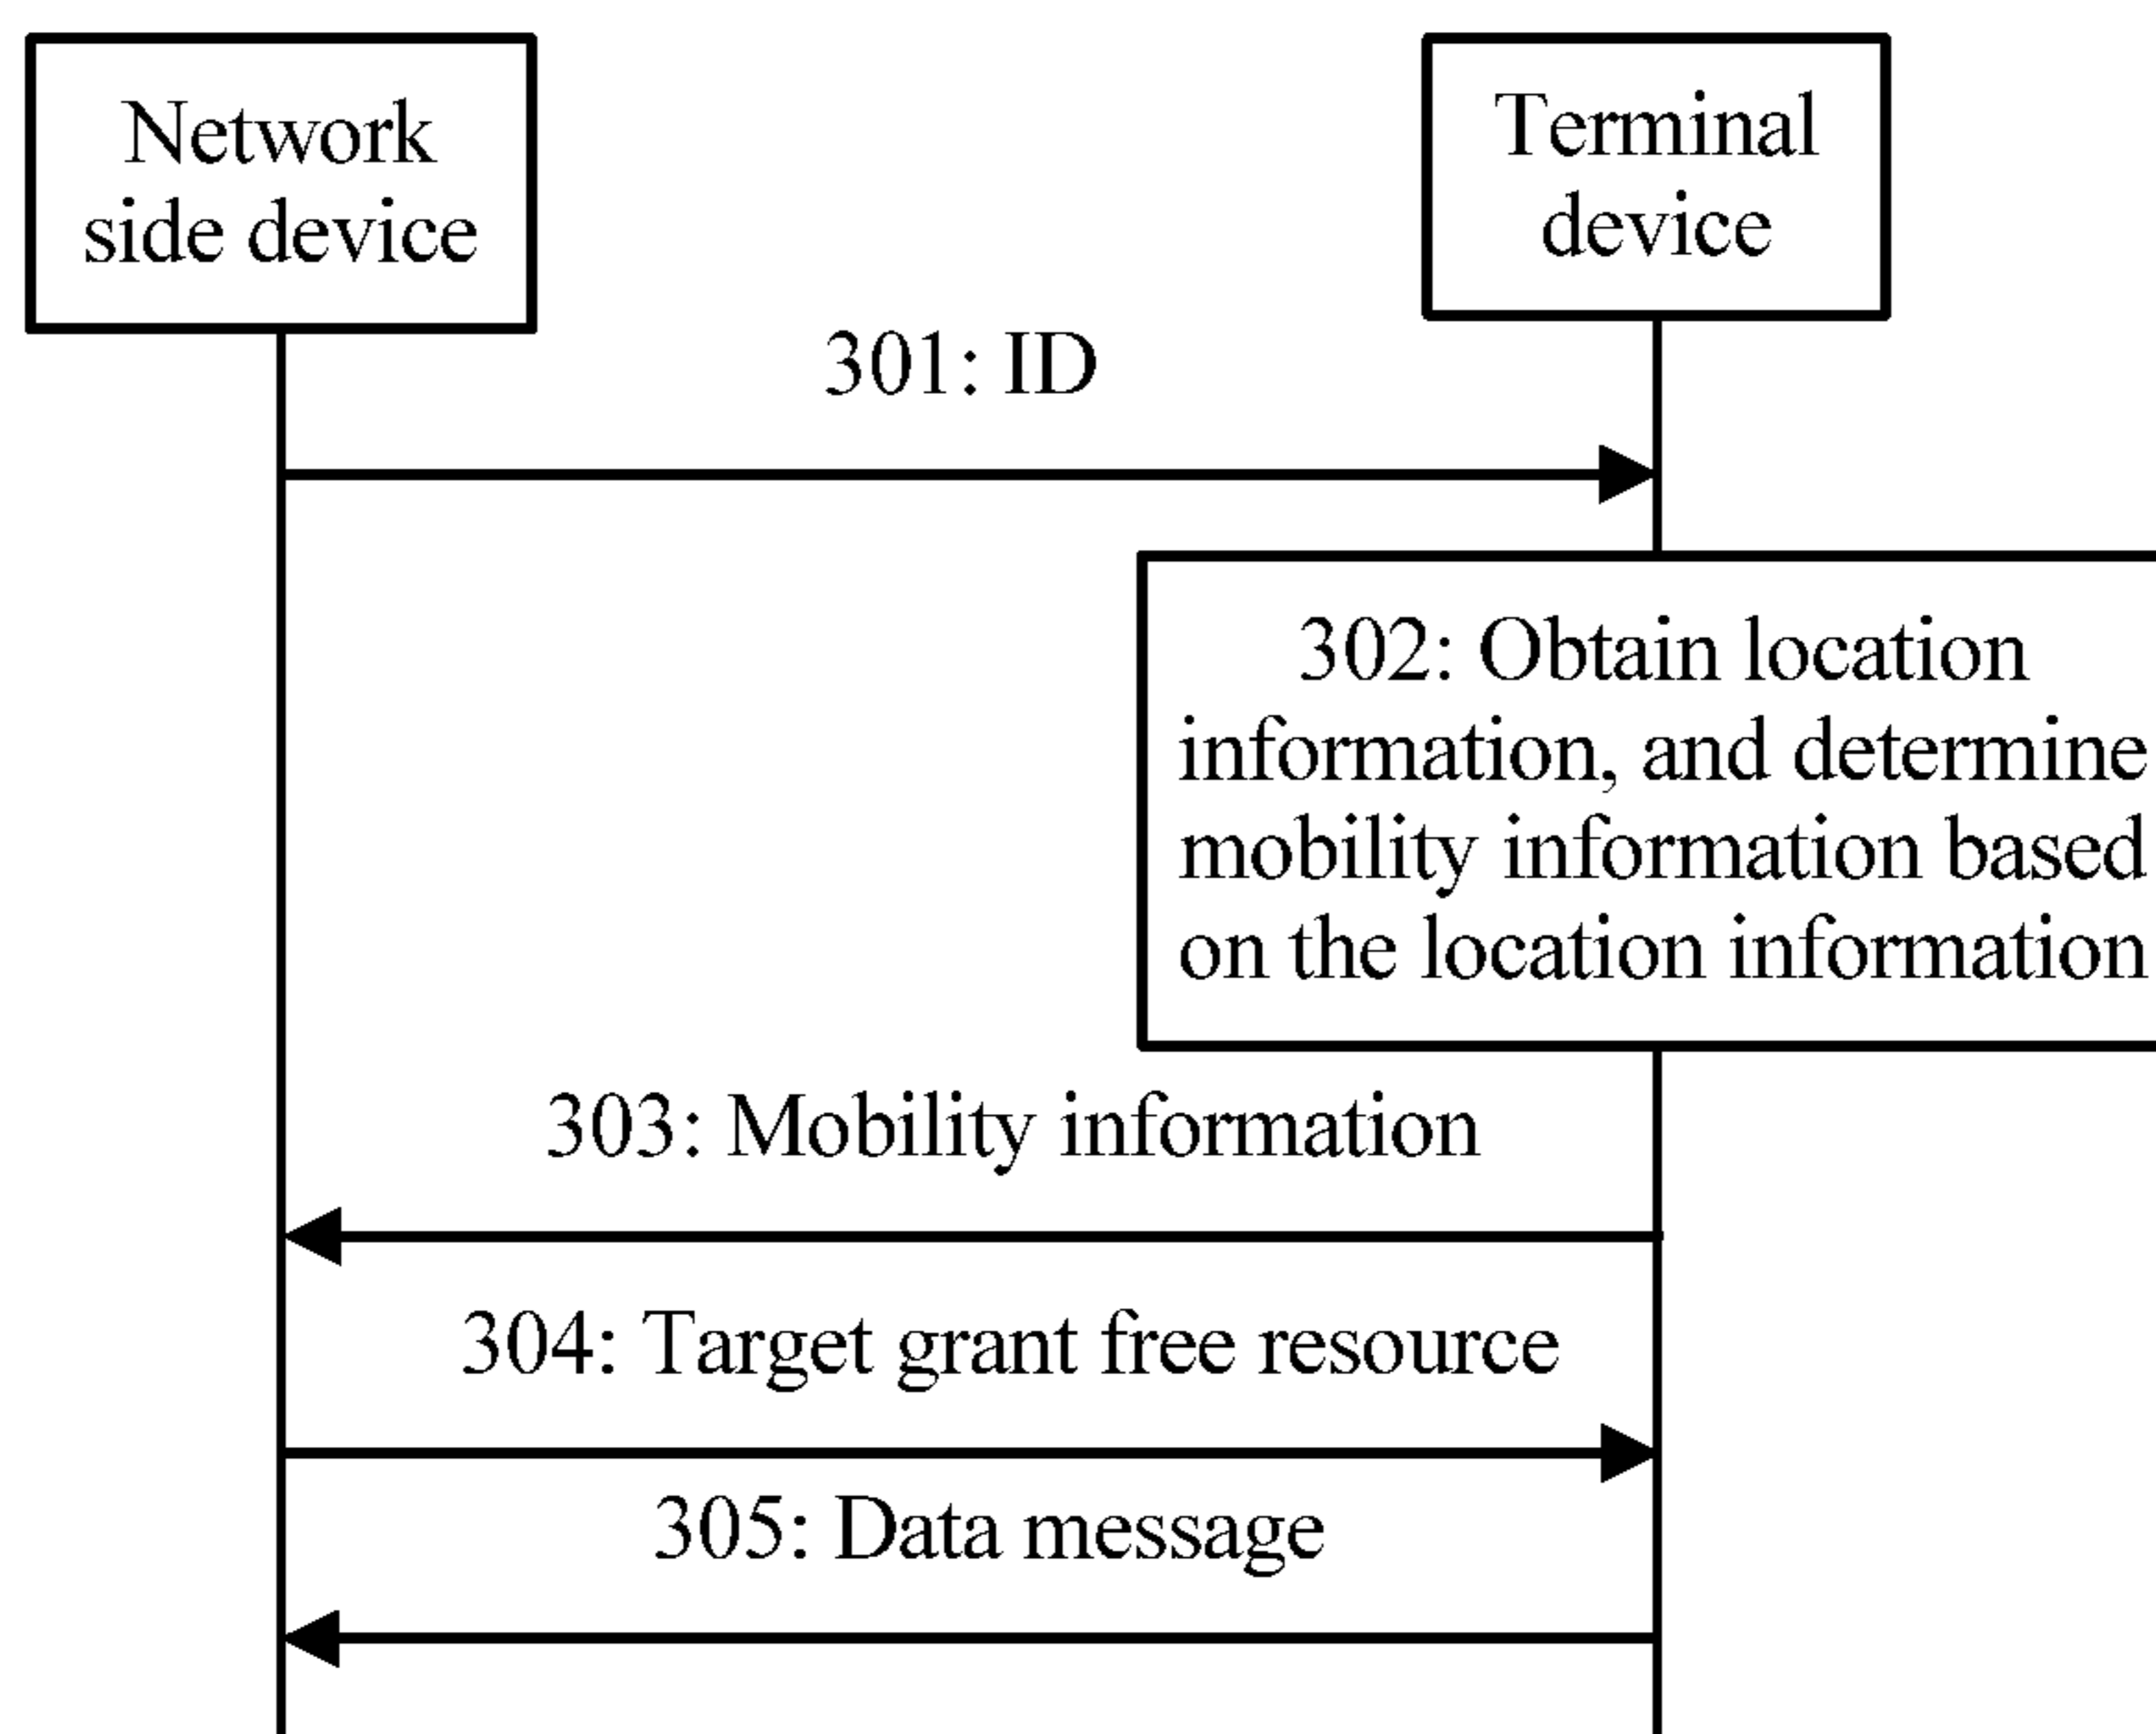 Network
side device
Terminal
device
301: ID
302: Obtain location
information, and determine
mobility information based
on the location information
303: Mobility information
304: Target grant free resource
305: Data message